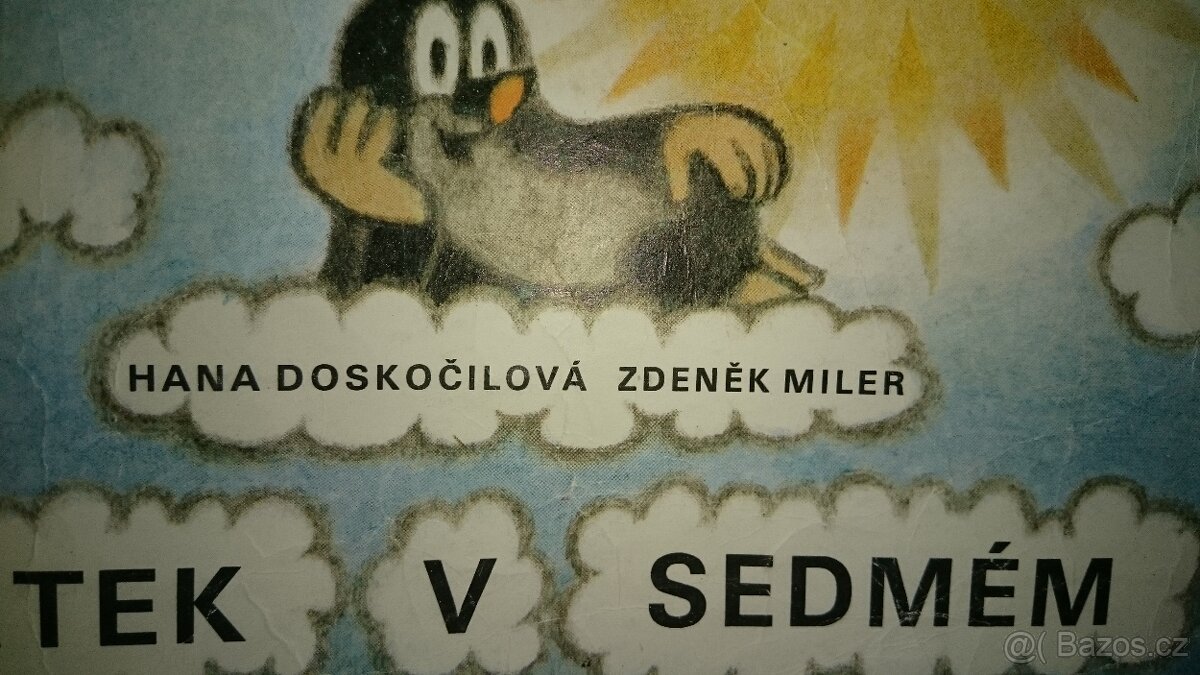 HANA DOSKOČILOVÁ ZDENĚK MILER
TEK V SEDMÉM
@( Bazos.cz